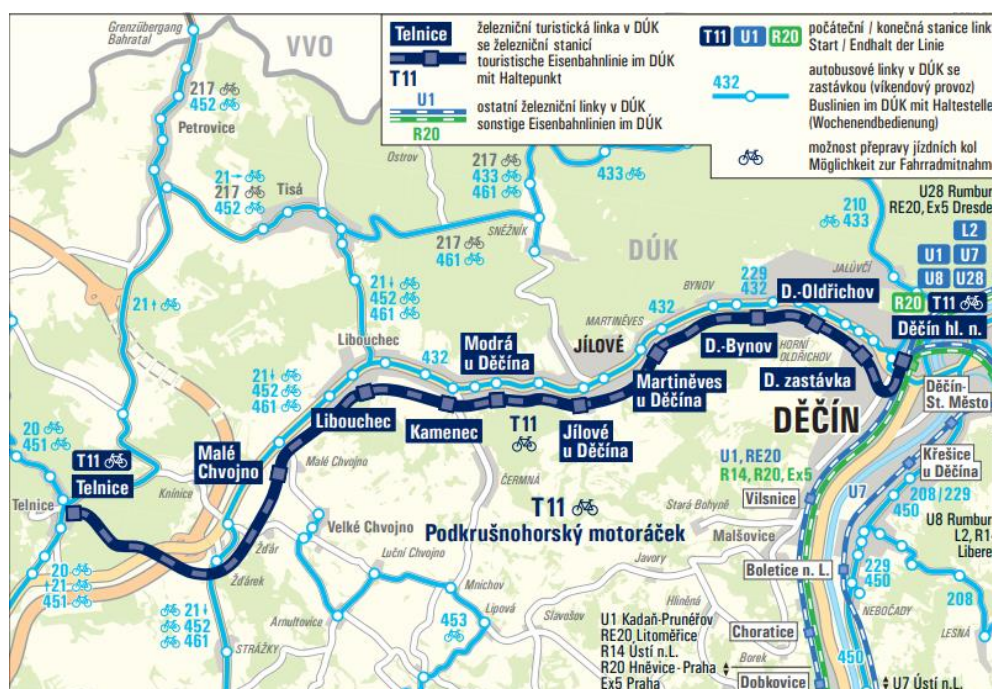 Grenzübergang
Bahratal
VVO
217
452
Petrovice
21→
217
452
Tisá
Ostrov
217
433
461
433
SNĚŽNÍK
217
461
DÚK
Telnice
železniční turistická linka v DÚK
se železniční stanicí
touristische Eisenbahnlinie im DÚK
mit Haltepunkt
T11
U1
R20
ostatní železniční linky v DÚK
sonstige Eisenbahnlinien im DÚK
T11 U1 R20
počáteční / konečná stanice link
Start / Endhalt der Linie
432
autobusové linky v DÚK se
zastávkou (víkendový provoz)
Buslinien im DÚK mit Haltestelle
(Wochenendbedienung)
možnost přepravy jízdních kol
Möglichkeit zur Fahrradmitnahm
U28 Rumbur
RE20, Ex5 Dresde
210
433
L2
U1 U7
U8 U28
R20 T11
Děčín hl. n.
JALŮVČÍ
21↑
21↓
452
461
Libouchec
21↓
452
461
432
Modrá
u Děčína
JÍLOVÉ
MARTINĚVES
432
BYNOV
229
432
D.-Oldřichov
D.-Bynov
HORNÍ
OLDŘICHOV
D. zastávka
Martiněves
u Děčína
DĚČÍN
Děčín-
St. Město
Libouchec
Kamenec
T11
Jílové
u Děčína
Malé
Chvojno
Malé Chvojno
20
451
T11
Telnice
Telnice
Knínice
ČERMNÁ
T11
Podkrušnohorský motoráček
U1, RE20
R14, R20, Ex5
Vilsnice
U7
Křešice
u Děčína
208/229
450
Velké Chvojno
Stará Bohyně
Malšovice
U8 Rumbur
L2, R14
Libere
Žďár
Luční Chvojno
Javory
Boletice n. L.
229
450
20
↑21
451
Žďárek
Mnichov
21↓
452
461
Arnultovice
453
Lipová
Slavošov
Hliněná
NEBOČADY
208
LESNÁ
STRÁŽKY
U1 Kadaň-Prunéřov
RE20 Litoměřice
R14 Ústí n.L.
R20 Hněvice-Praha
Ex5 Praha
Choratice
Borek
Dobkovice
450
U7 Ústí n.L.